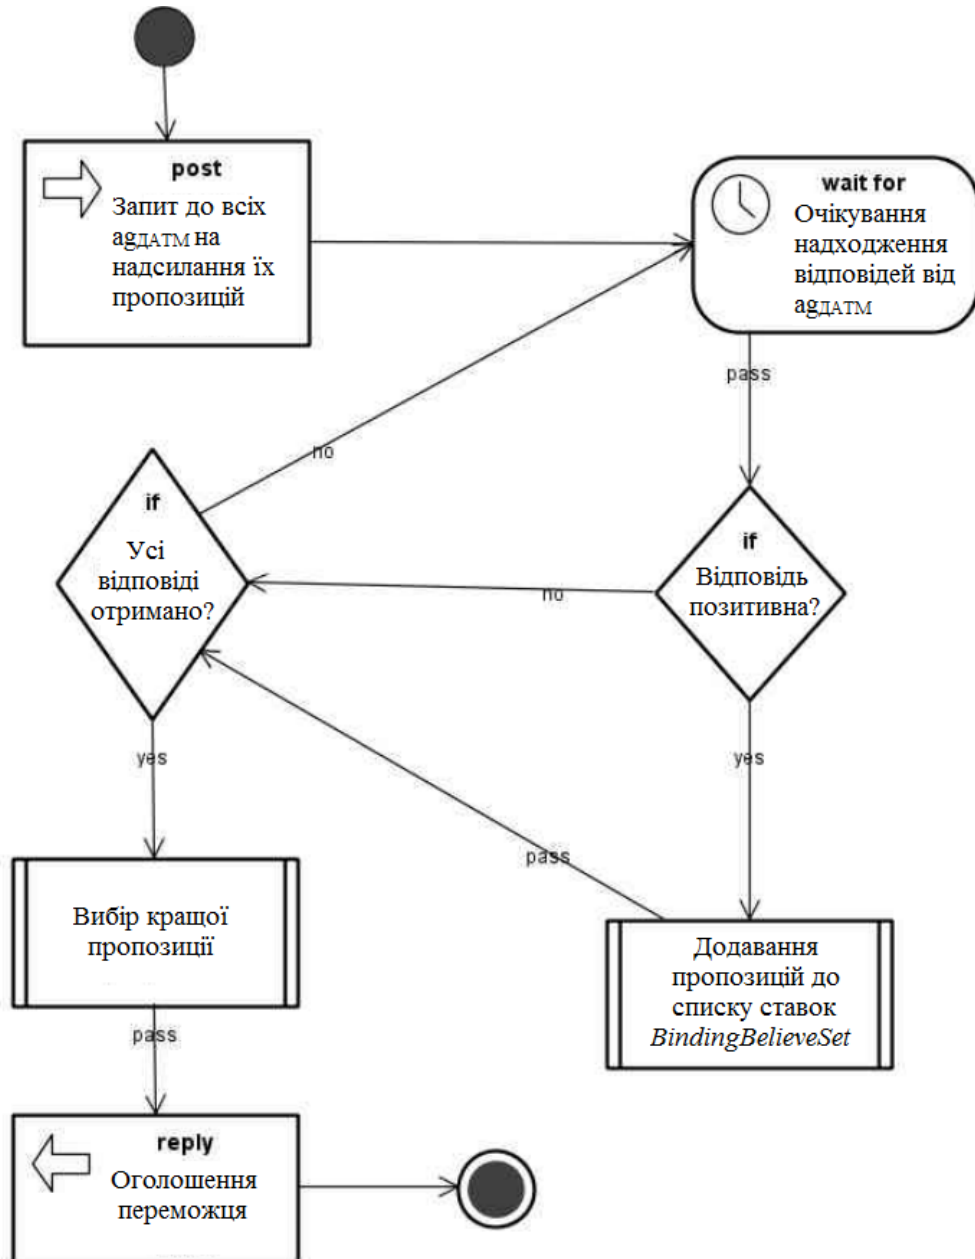 post
Запит до всіх
agДАТМ на
надсилання їх
пропозицій
wait for
Очікування
надходження
відповідей від
agДАТМ
pass
no
if
Усі
відповіді
отримано?
if
Відповідь
позитивна?
no
yes
yes
pass
Вибір кращої
пропозиції
Додавання
пропозицій до
списку ставок
BindingBelieveSet
pass
reply
Оголошення
переможця